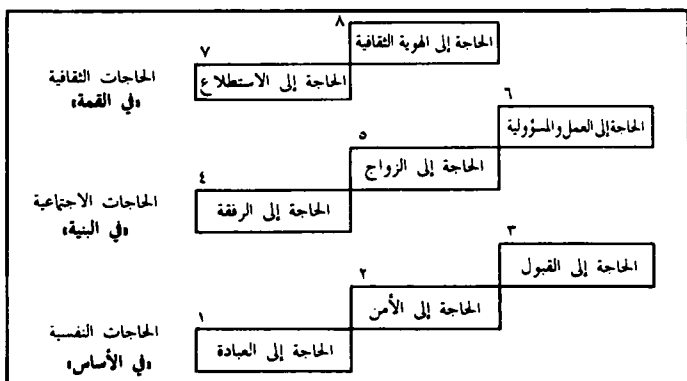 ٨
الحاجة إلى الهوية الثقافية
٧
الحاجة إلى الاستطلاع
الحاجات الثقافية
«في القمة»
٦
الحاجة إلى العمل والمسؤولية
٥
الحاجة إلى الزواج
٤
الحاجة إلى الرفقة
الحاجات الاجتماعية
«في البنية»
٣
الحاجة إلى القبول
٢
الحاجة إلى الأمن
١
الحاجة إلى العبادة
الحاجات النفسية
«في الأساس»